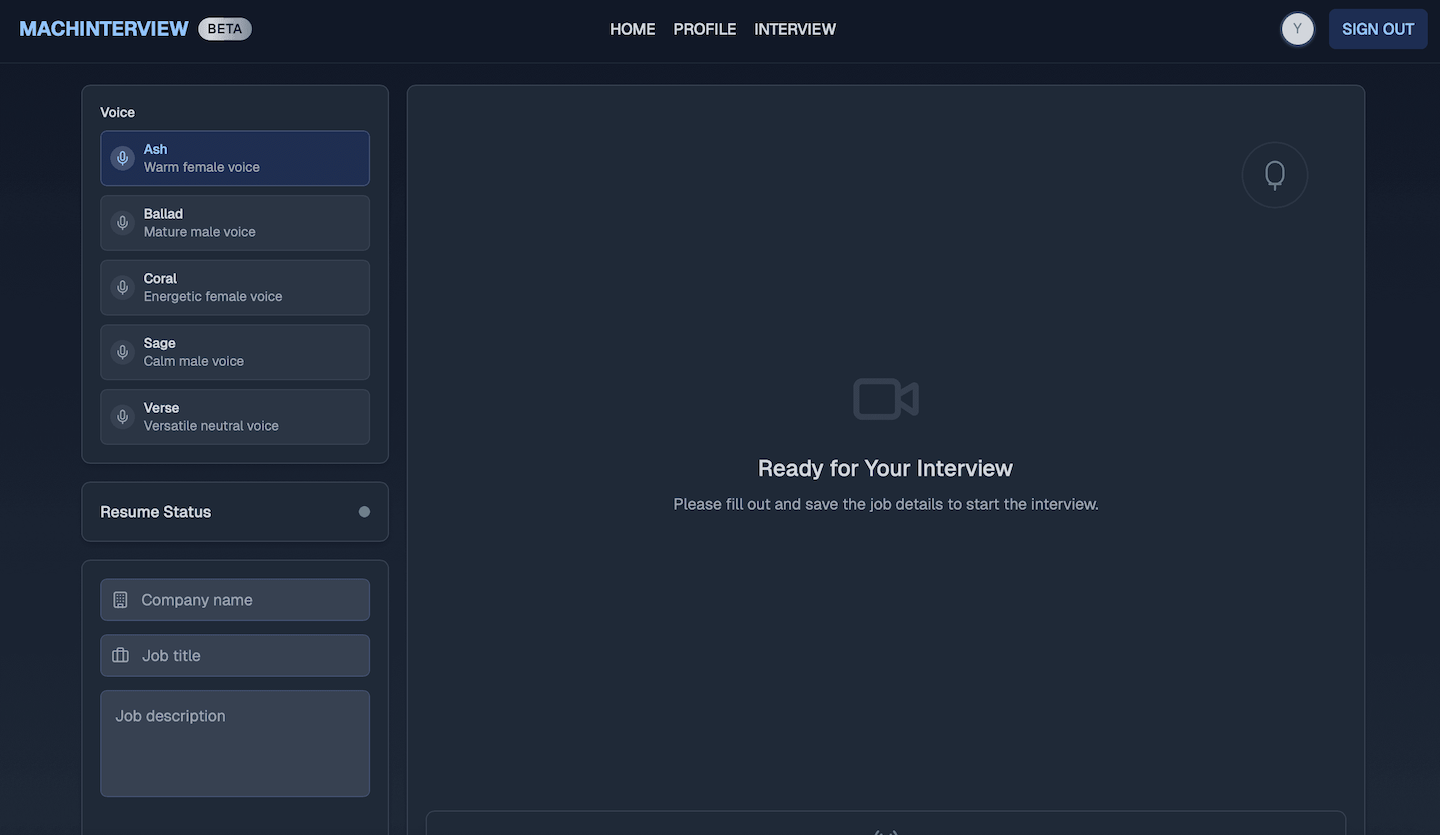 MACHINTERVIEW BETA
HOME PROFILE INTERVIEW
Y SIGN OUT
Voice
Ash
Warm female voice
Ballad
Mature male voice
Coral
Energetic female voice
Sage
Calm male voice
Verse
Versatile neutral voice
Resume Status
Company name
Job title
Job description
Ready for Your Interview
Please fill out and save the job details to start the interview.